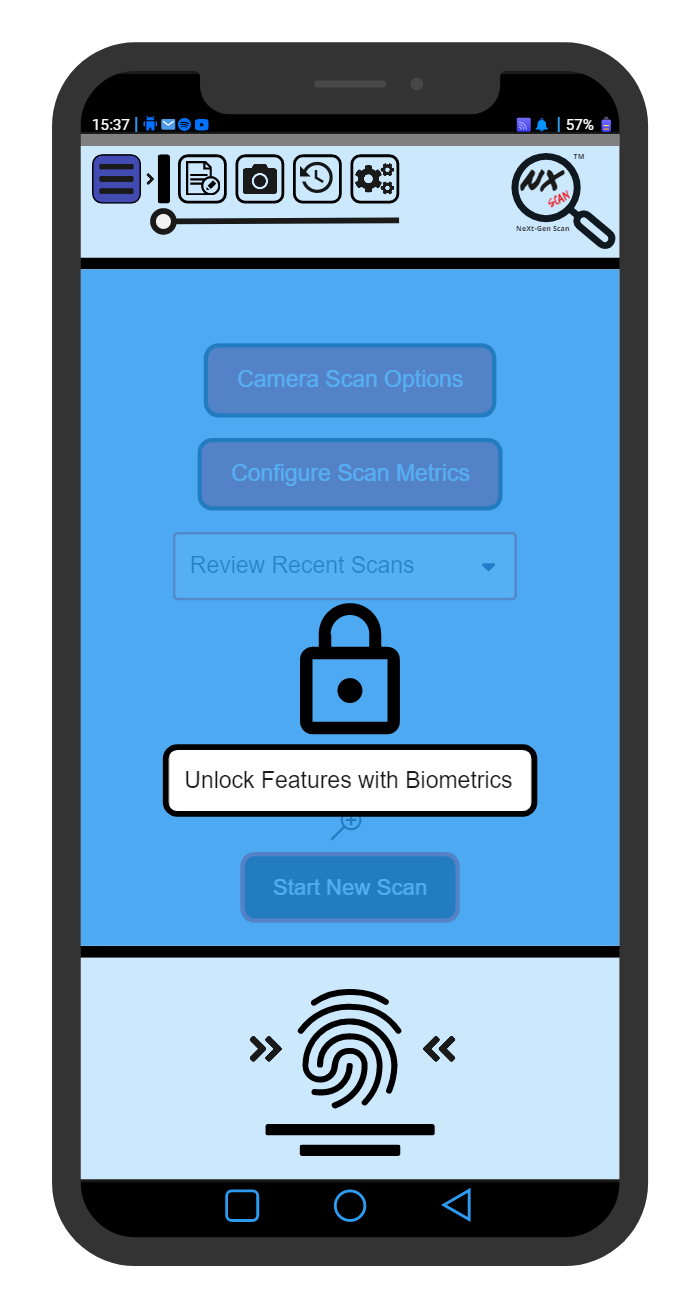 15:37
57%
NX
SCAN
TM
NeXt-Gen Scan
Camera Scan Options
Configure Scan Metrics
Review Recent Scans
Unlock Features with Biometrics
Start New Scan